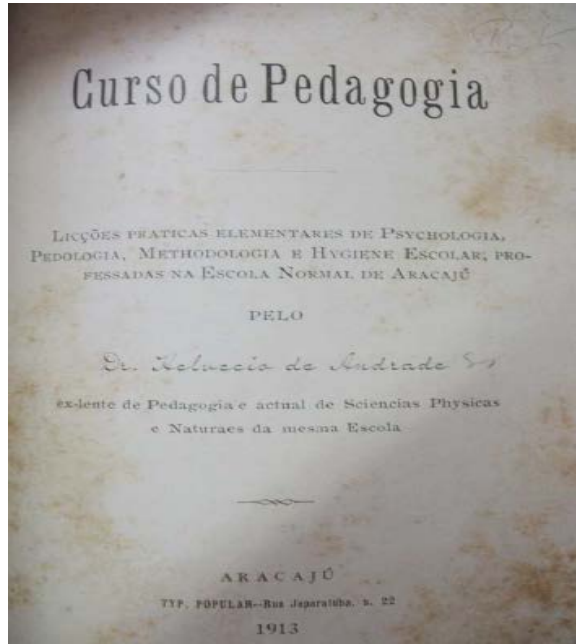 Curso de Pedagogia
LICÇÕES PRATICAS ELEMENTARES DE PSYCHOLOGIA,
PEDOLOGIA, METHODOLOGIA E HYGIENE ESCOLAR, PRO-
FESSADAS NA ESCOLA NORMAL DE ARACAJÚ
PELO
Dr. Helvecio de Andrade
ex-lente de Pedagogia e actual de Sciencias Physicas
e Naturaes da mesma Escola
ARACAJÚ
TYP. POPULAR—Rua Japaratuba, n. 22
1913